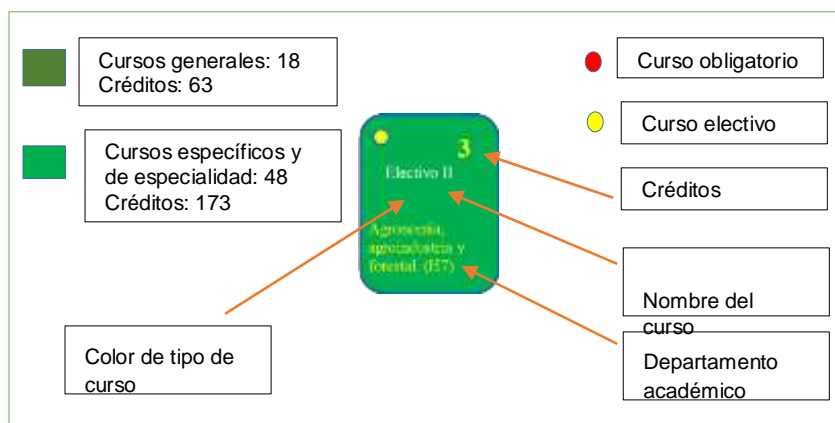 Cursos generales: 18
Créditos: 63
Cursos específicos y
de especialidad: 48
Créditos: 173
3
Electivo II
Agronomía,
agroindustria y
forestal (H7)
Color de tipo de
curso
Curso obligatorio
Curso electivo
Créditos
Nombre del
curso
Departamento
académico